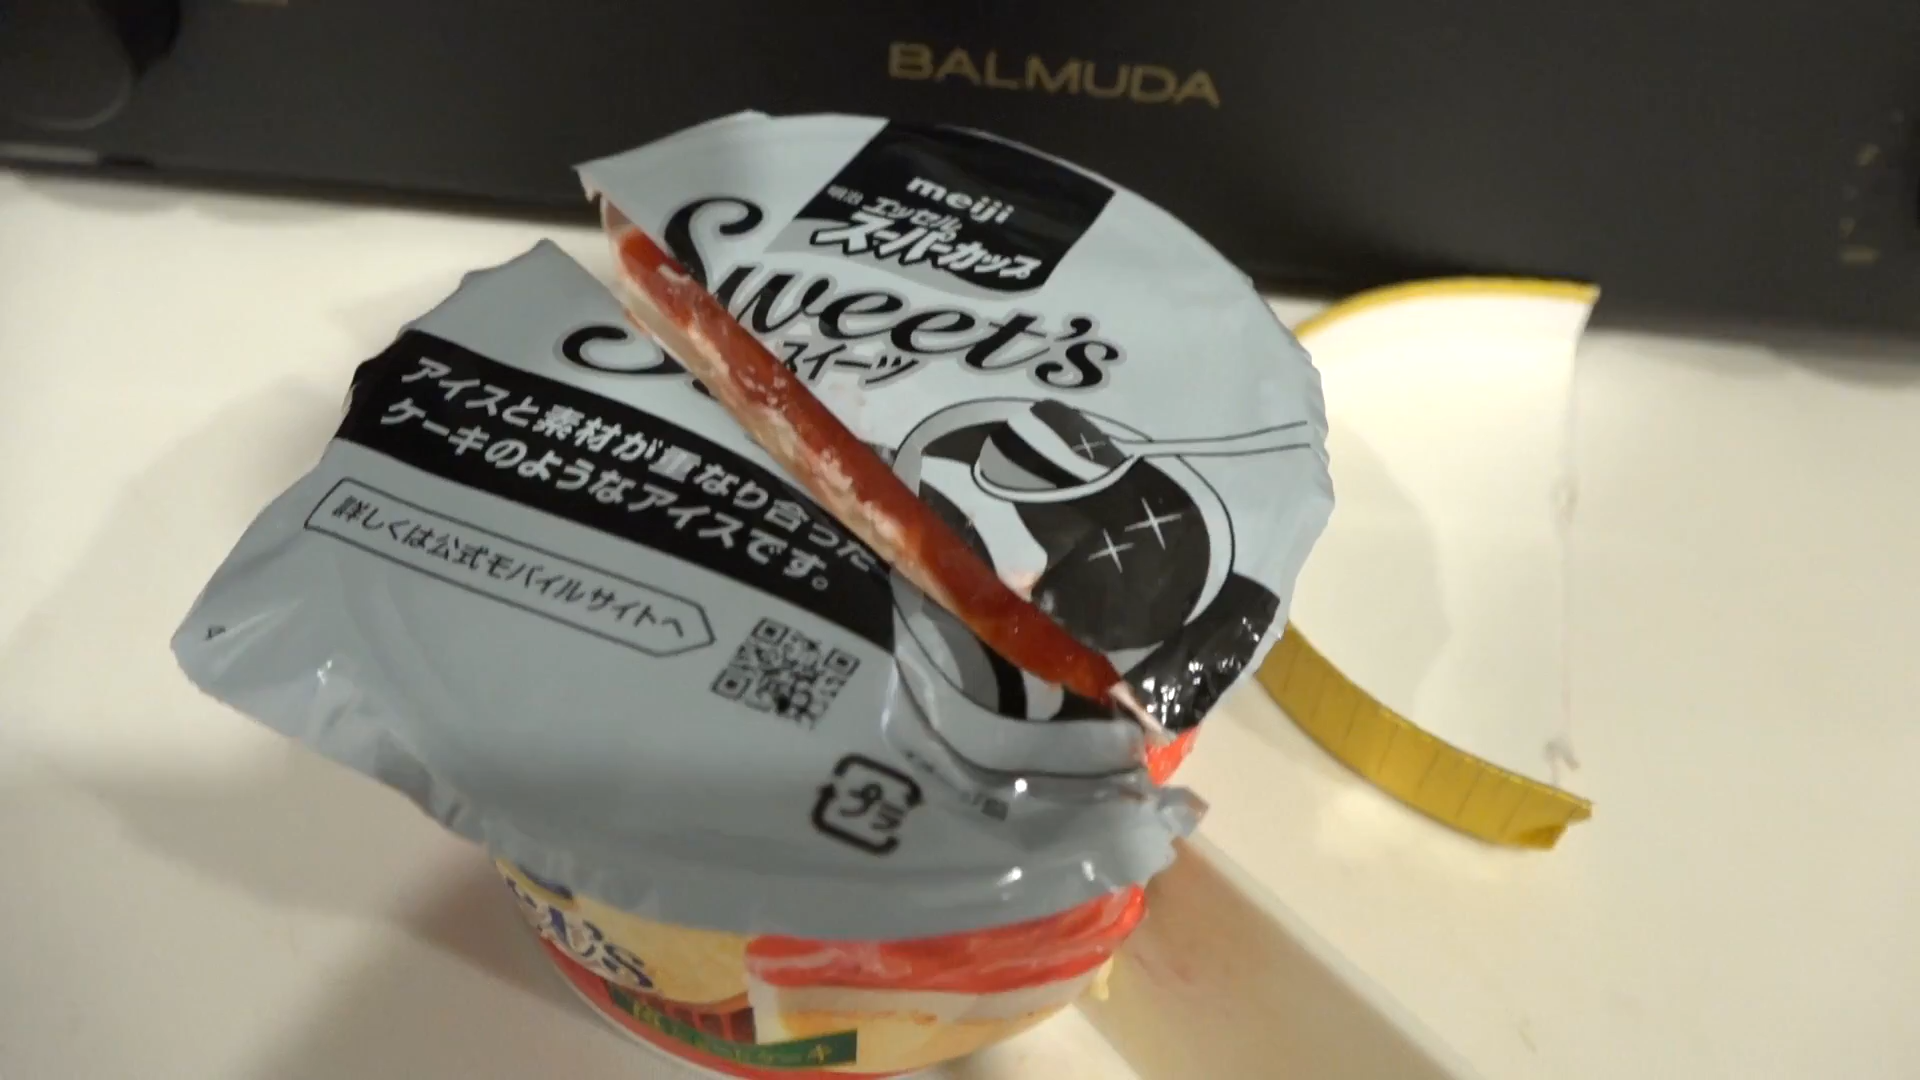 BALMUDA
meiji
明治 エッセル
スーパーカップ
Sweet's
スイーツ
アイスと素材が重なり合った
ケーキのようなアイスです。
詳しくは公式モバイルサイトへ
プラ
ケーキ